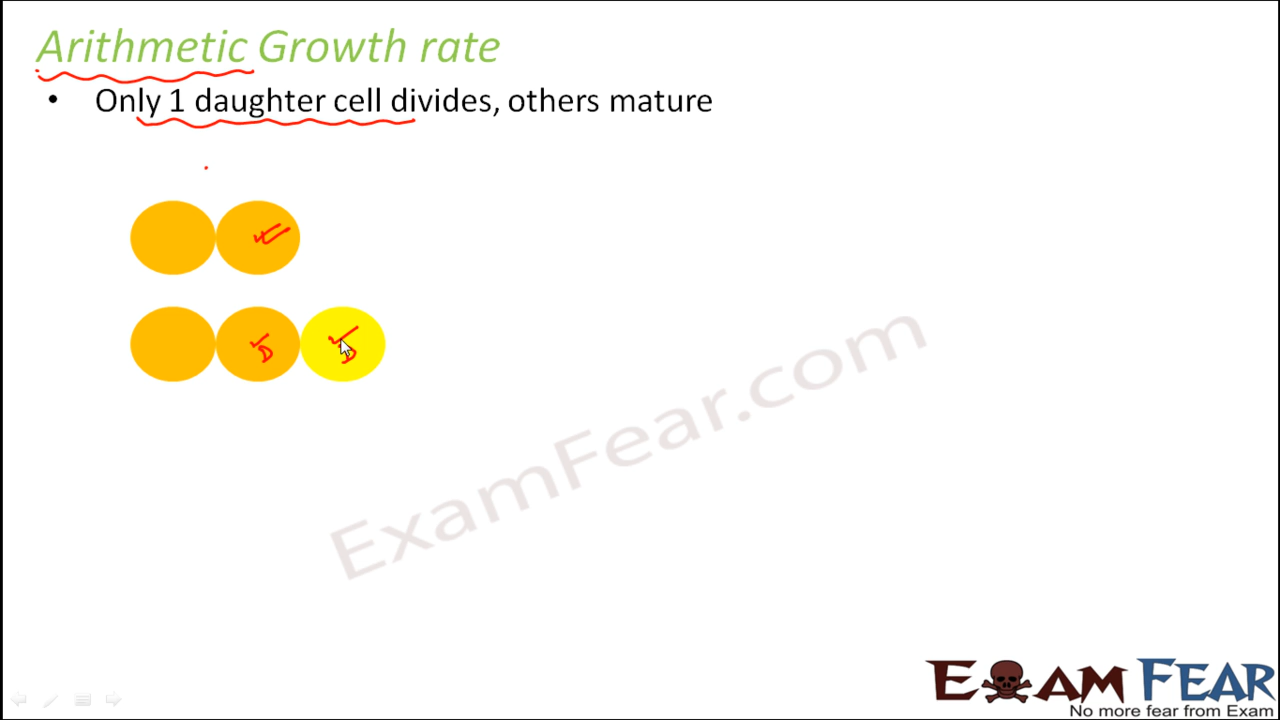 Arithmetic Growth rate
• Only 1 daughter cell divides, others mature
D
D
ExamFear.com
EXAM FEAR
No more fear from Exam